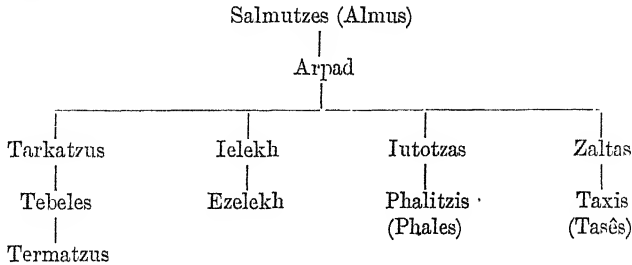 Salmutzes (Almus)
Arpad
Tarkatzus Ielekh Iutotzas Zaltas
Tebeles Ezelekh Phalitzis Taxis
(Phales) (Tasês)
Termatzus